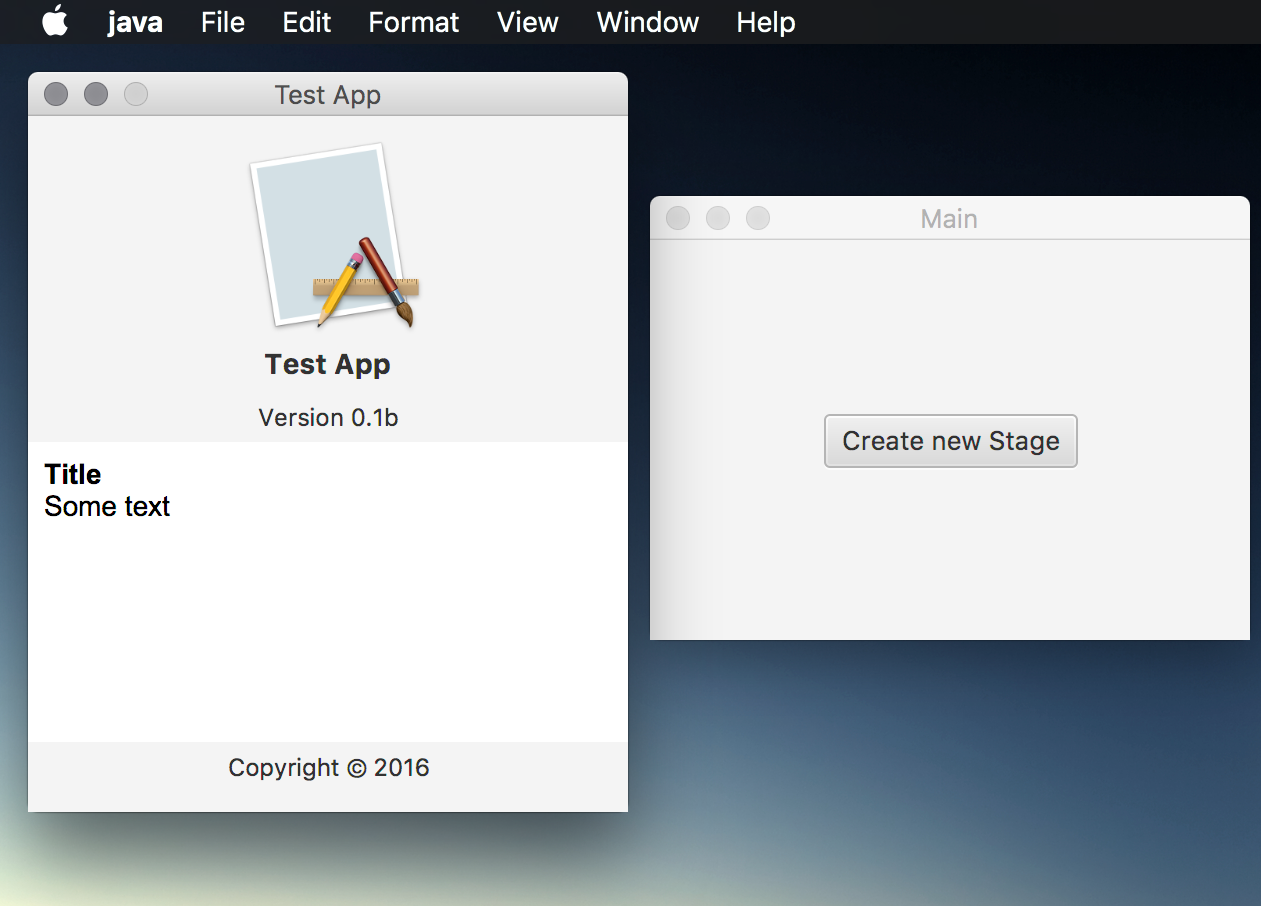 java File Edit Format View Window Help
Test App
Test App
Version 0.1b
Title
Some text
Copyright © 2016
Main
Create new Stage